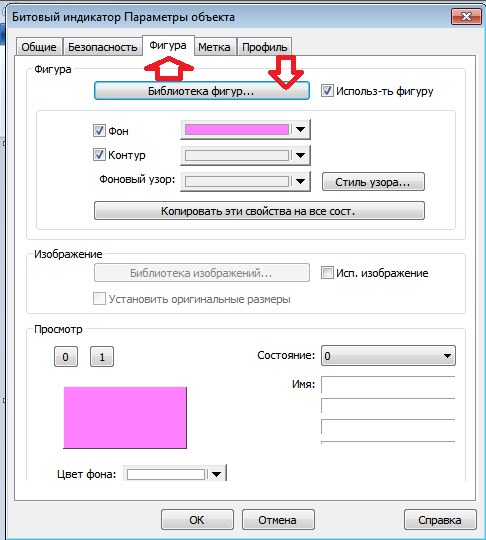 Битовый индикатор Параметры объекта
Общие Безопасность Фигура Метка Профиль
Фигура
Библиотека фигур... Использ-ть фигуру
Фон
Контур
Фоновый узор: Стиль узора...
Копировать эти свойства на все сост.
Изображение
Библиотека изображений... Исп. изображение
Установить оригинальные размеры
Просмотр
0 1 Состояние: 0
Имя:
Цвет фона:
OK Отмена Справка